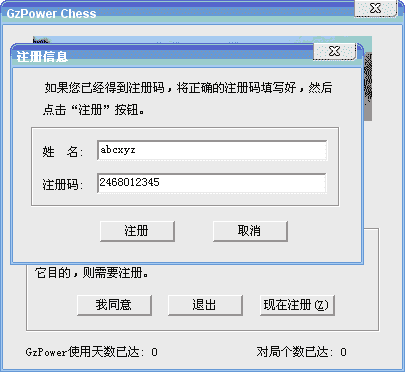 GzPower Chess
注册信息
如果您已经得到注册码，将正确的注册码填写好，然后
点击“注册”按钮。
姓 名: abcxyz
注册码: 2468012345
注册 取消
它目的，则需要注册。
我同意 退出 现在注册(Z)
GzPower使用天数已达: 0 对局个数已达: 0